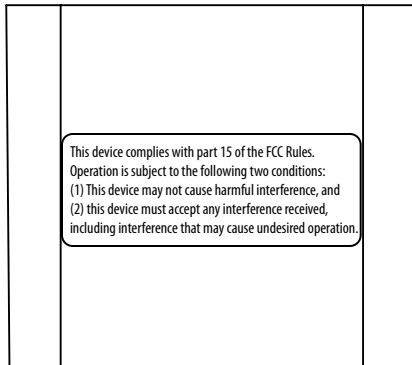 This device complies with part 15 of the FCC Rules.
Operation is subject to the following two conditions:
(1) This device may not cause harmful interference, and
(2) this device must accept any interference received,
including interference that may cause undesired operation.